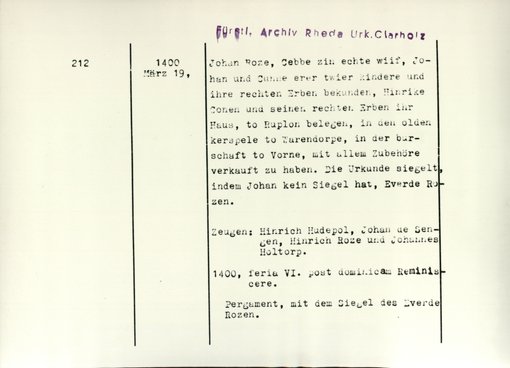 Fürstl. Archiv Rheda Urk.Clarholz
212
1400
März 19,
Johan Roze, Gebbe zin echte wiif, Jo-
han und Cunne erer twier kindere und
ihre rechten Erben bekunden, Hinrike
Conen und seinen rechten Erben ihr
Haus, to Ruplon belegen, in den olden
kerspele to Warendorpe, in der bur-
schaft to Vorne, mit allem Zubehöre
verkauft zu haben. Die Urkunde siegelt,
indem Johan kein Siegel hat, Everde Ro-
zen.
Zeugen: Hinrich Hudepol, Johan de Sen-
gen, Hinrich Roze und Johannes
Holtorp.
1400, feria VI. post dominicam Reminis-
cere.
Pergament, mit dem Siegel des Everde
Rozen.